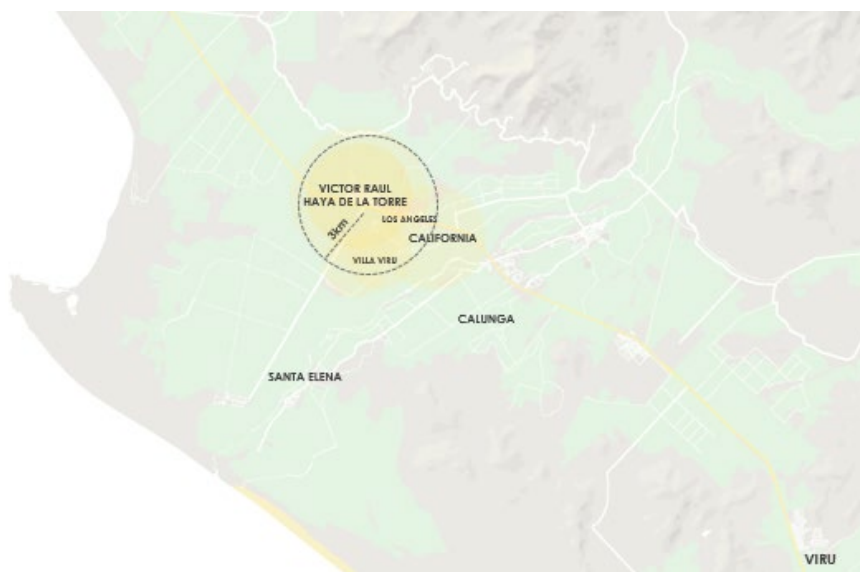 VICTOR RAUL
HAYA DE LA TORRE
LOS ANGELES
3km
CALIFORNIA
VILLA VIRU
CALUNGA
SANTA ELENA
VIRU